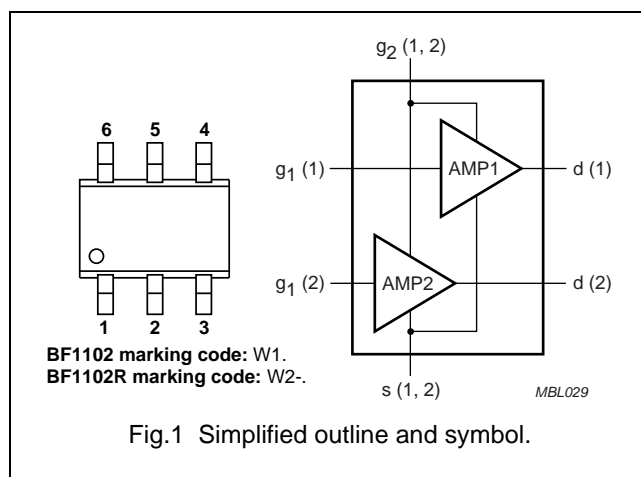 6 5 4
1 2 3
BF1102 marking code: W1.
BF1102R marking code: W2-.
g2 (1, 2)
g1 (1)
AMP1
d (1)
g1 (2)
AMP2
d (2)
s (1, 2)
MBL029
Fig.1 Simplified outline and symbol.